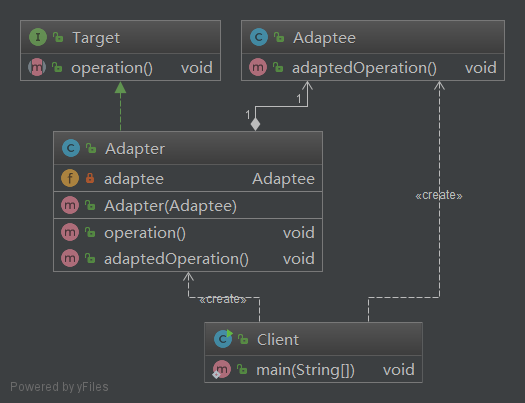 Target
operation() void
Adaptee
adaptedOperation() void
1
1
Adapter
adaptee Adaptee
Adapter(Adaptee)
operation() void
adaptedOperation() void
«create»
«create»
Client
main(String[]) void
Powered by yFiles